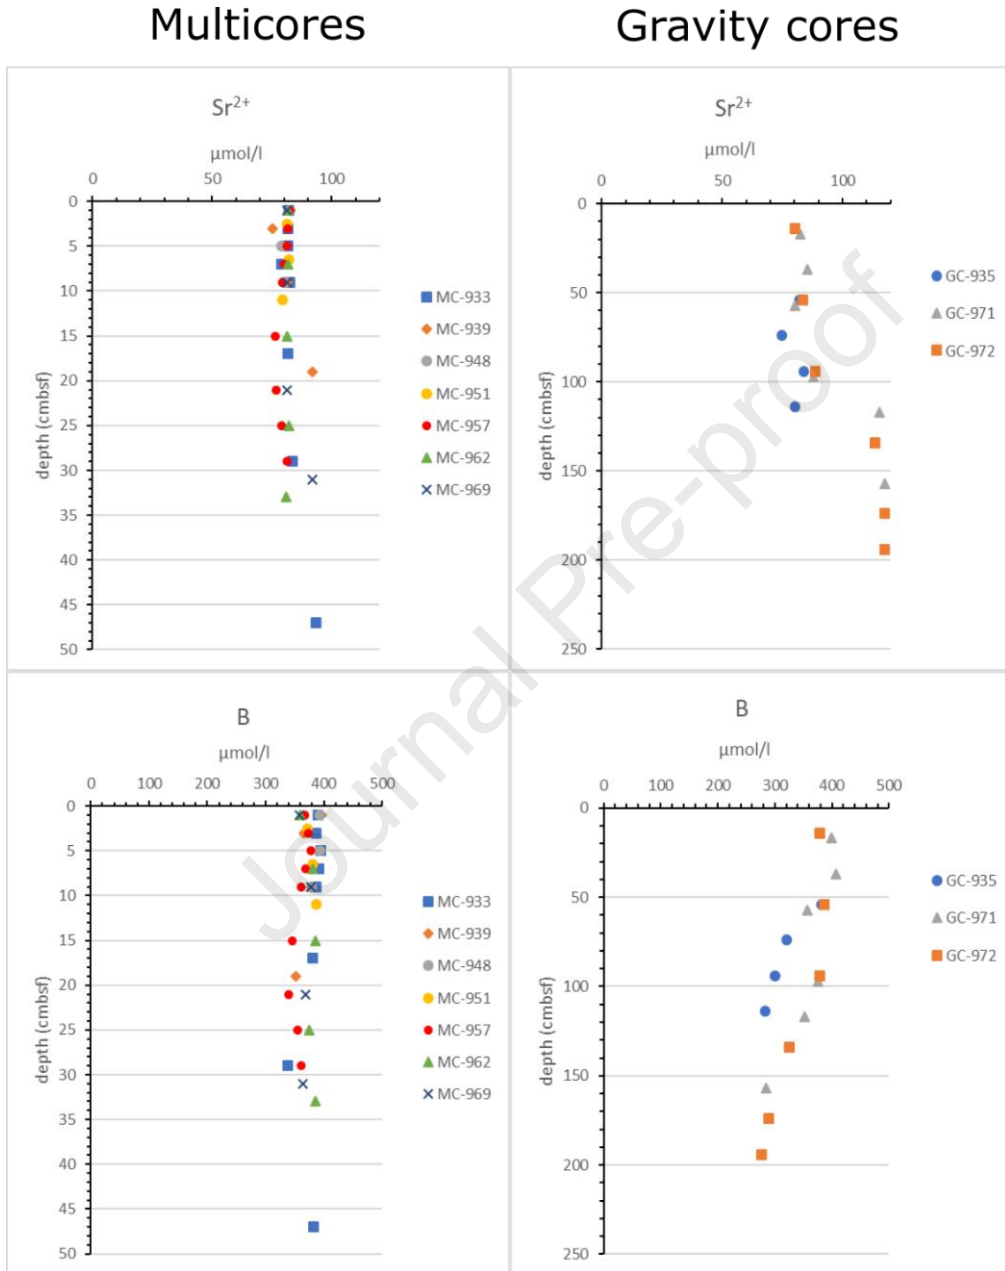 Multicores
Gravity cores
Sr²⁺
µmol/l
0 50 100
depth (cmbsf)
0
5
10
15
20
25
30
35
40
45
50
MC-933
MC-939
MC-948
MC-951
MC-957
MC-962
MC-969
Sr²⁺
µmol/l
0 50 100
depth (cmbsf)
0
50
100
150
200
250
GC-935
GC-971
GC-972
B
µmol/l
0 100 200 300 400 500
depth (cmbsf)
0
5
10
15
20
25
30
35
40
45
50
MC-933
MC-939
MC-948
MC-951
MC-957
MC-962
MC-969
B
µmol/l
0 100 200 300 400 500
depth (cmbsf)
0
50
100
150
200
250
GC-935
GC-971
GC-972
Journal Pre-proof